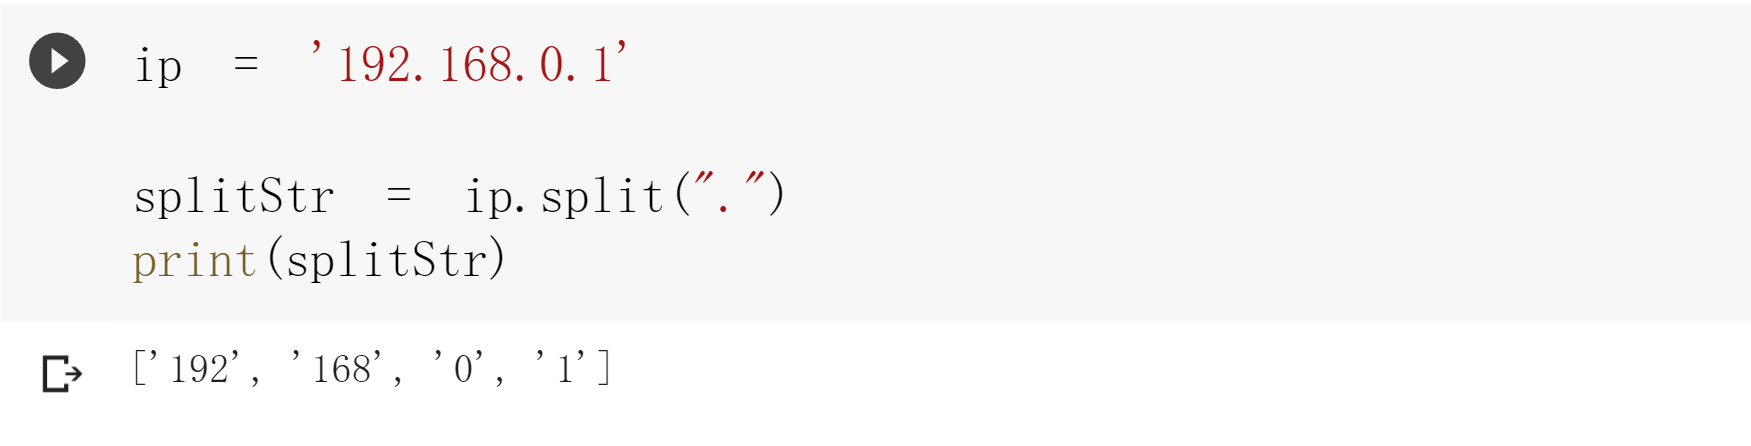 ip = '192.168.0.1'
splitStr = ip.split(".")
print(splitStr)
['192', '168', '0', '1']